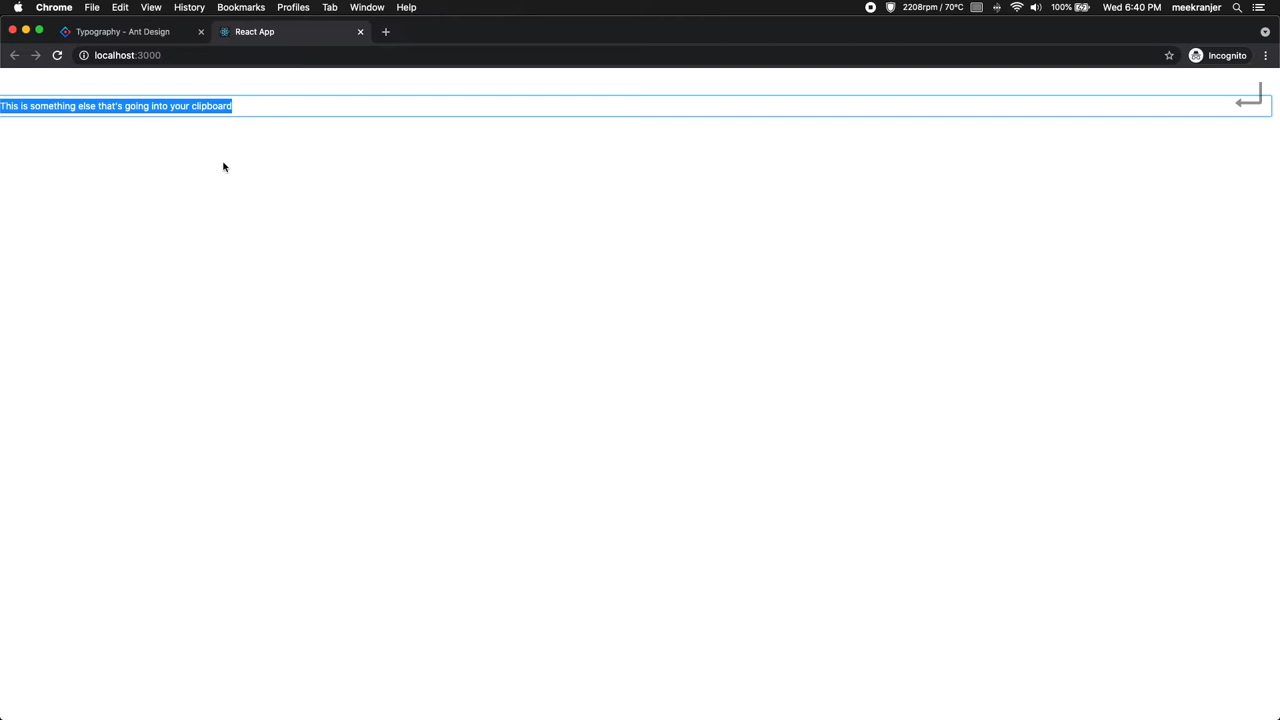 Chrome File Edit View History Bookmarks Profiles Tab Window Help 2208rpm / 70°C 100% Wed 6:40 PM meekranjer
Typography - Ant Design React App
localhost:3000 Incognito
This is something else that's going into your clipboard